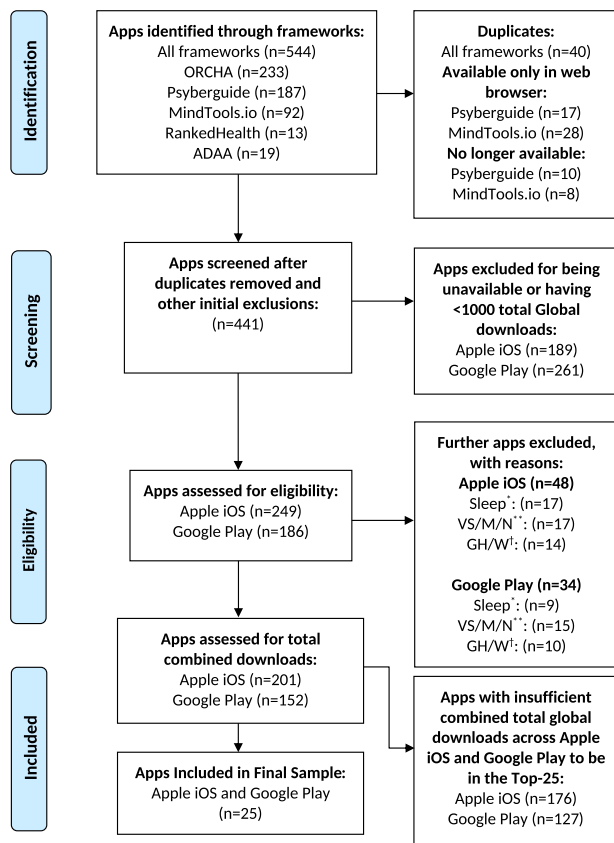 Identification
Apps identified through frameworks:
All frameworks (n=544)
ORCHA (n=233)
Psyberguide (n=187)
MindTools.io (n=92)
RankedHealth (n=13)
ADAA (n=19)
Duplicates:
All frameworks (n=40)
Available only in web
browser:
Psyberguide (n=17)
MindTools.io (n=28)
No longer available:
Psyberguide (n=10)
MindTools.io (n=8)
Screening
Apps screened after
duplicates removed and
other initial exclusions:
(n=441)
Apps excluded for being
unavailable or having
<1000 total Global
downloads:
Apple iOS (n=189)
Google Play (n=261)
Eligibility
Apps assessed for eligibility:
Apple iOS (n=249)
Google Play (n=186)
Further apps excluded,
with reasons:
Apple iOS (n=48)
Sleep*: (n=17)
VS/M/N**: (n=17)
GH/W†: (n=14)
Google Play (n=34)
Sleep*: (n=9)
VS/M/N**: (n=15)
GH/W†: (n=10)
Apps assessed for total
combined downloads:
Apple iOS (n=201)
Google Play (n=152)
Included
Apps with insufficient
combined total global
downloads across Apple
iOS and Google Play to be
in the Top-25:
Apple iOS (n=176)
Google Play (n=127)
Apps Included in Final Sample:
Apple iOS and Google Play
(n=25)